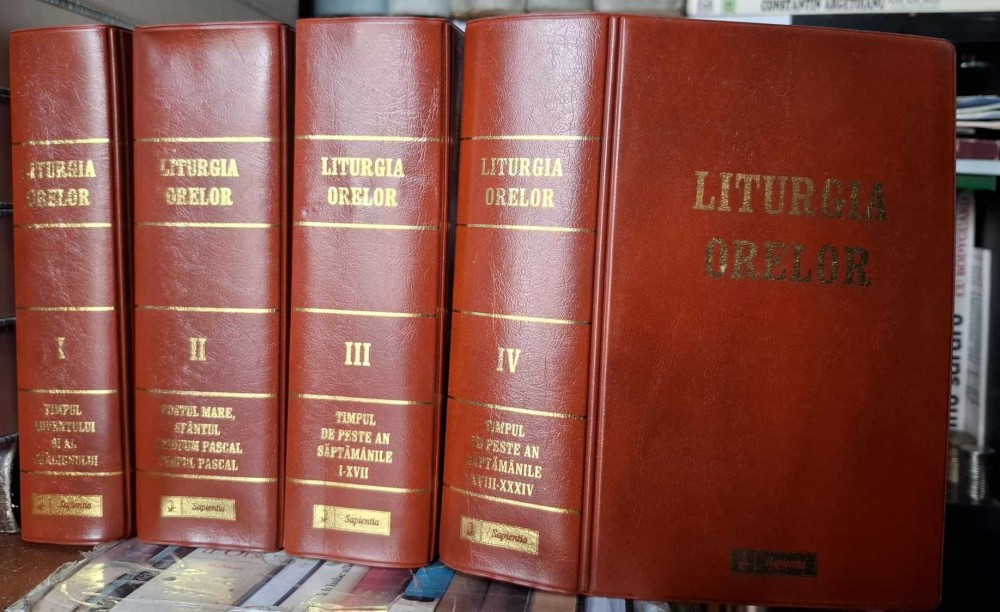 LITURGIA
ORELOR
I
TIMPUL
ADVENTULUI
ȘI AL
CRĂCIUNULUI
Sapientia
LITURGIA
ORELOR
II
POSTUL MARE,
SFÂNTUL
TRIDUUM PASCAL
TIMPUL PASCAL
Sapientia
LITURGIA
ORELOR
III
TIMPUL
DE PESTE AN
SĂPTĂMÂNILE
I-XVII
Sapientia
LITURGIA
ORELOR
IV
TIMPUL
DE PESTE AN
SĂPTĂMÂNILE
XVIII-XXXIV
Sapientia
LITURGIA
ORELOR
CONSTANTIN ARGETOIANU